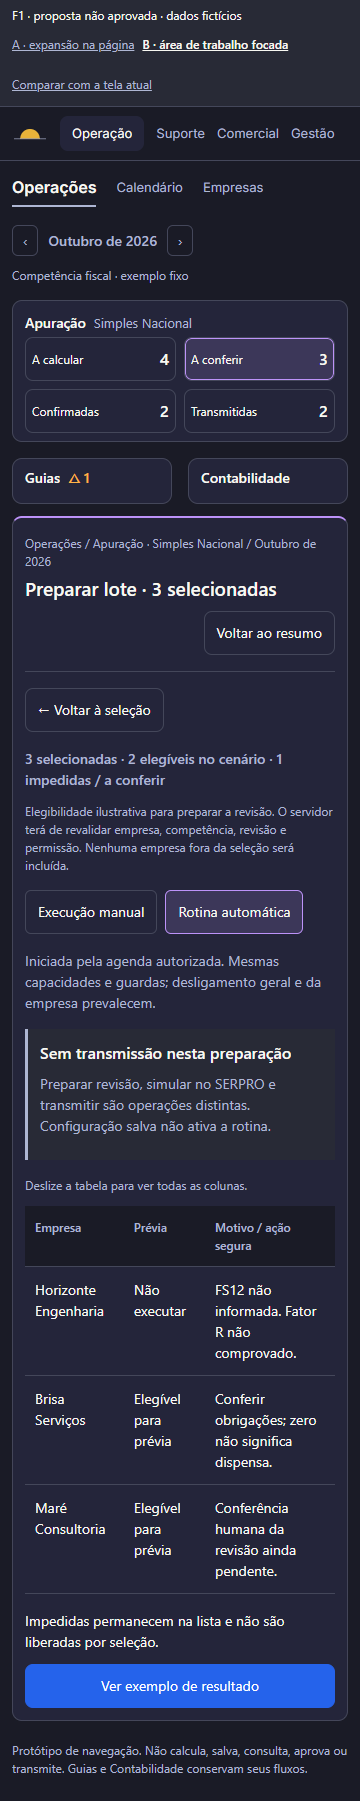 F1 · proposta não aprovada · dados fictícios
A · expansão na página B · área de trabalho focada
Comparar com a tela atual
Operação Suporte Comercial Gestão
Operações Calendário Empresas
‹ Outubro de 2026 ›
Competência fiscal · exemplo fixo
Apuração Simples Nacional
A calcular 4 A conferir 3
Confirmadas 2 Transmitidas 2
Guias △ 1 Contabilidade
Operações / Apuração · Simples Nacional / Outubro de
2026
Preparar lote · 3 selecionadas
Voltar ao resumo
← Voltar à seleção
3 selecionadas · 2 elegíveis no cenário · 1
impedidas / a conferir
Elegibilidade ilustrativa para preparar a revisão. O servidor
terá de revalidar empresa, competência, revisão e
permissão. Nenhuma empresa fora da seleção será
incluída.
Execução manual Rotina automática
Iniciada pela agenda autorizada. Mesmas
capacidades e guardas; desligamento geral e da
empresa prevalecem.
Sem transmissão nesta preparação
Preparar revisão, simular no SERPRO e
transmitir são operações distintas.
Configuração salva não ativa a rotina.
Deslize a tabela para ver todas as colunas.
Empresa Prévia Motivo / ação
segura
Horizonte Não FS12 não
Engenharia executar informada. Fator
R não
comprovado.
Brisa Elegível Conferir
Serviços para obrigações; zero
prévia não significa
dispensa.
Maré Elegível Conferência
Consultoria para humana da
prévia revisão ainda
pendente.
Impedidas permanecem na lista e não são
liberadas por seleção.
Ver exemplo de resultado
Protótipo de navegação. Não calcula, salva, consulta, aprova ou
transmite. Guias e Contabilidade conservam seus fluxos.